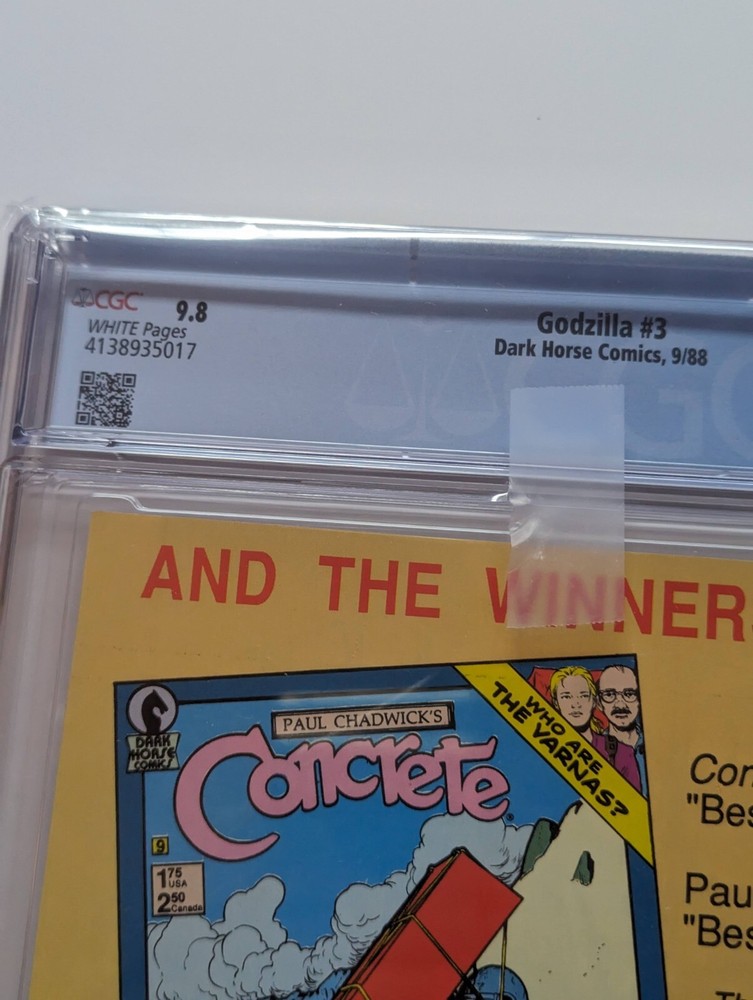 CGC 9.8
WHITE Pages
4138935017
Godzilla #3
Dark Horse Comics, 9/88
AND THE WINNERS
DARK
HORSE
COMICS
PAUL CHADWICK'S
Concrete®
WHO ARE
THE VARNAS?
9
1 75
USA
2 50
Canada
Con
"Bes
Pau
"Bes